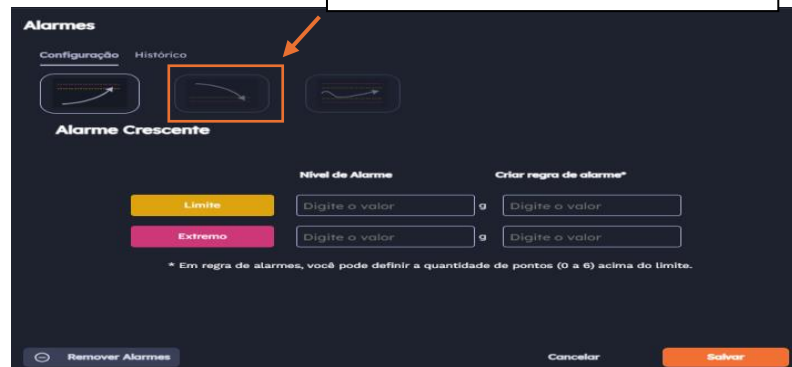 Alarmes
Configuração Histórico
Alarme Crescente
Nível de Alarme Criar regra de alarme*
Limite Digite o valor g Digite o valor
Extremo Digite o valor g Digite o valor
* Em regra de alarmes, você pode definir a quantidade de pontos (0 a 6) acima do limite.
Remover Alarmes Cancelar Salvar